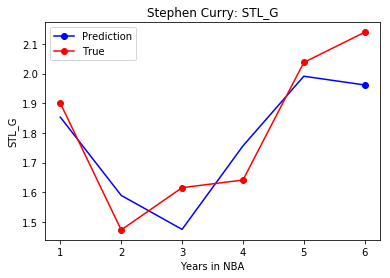 Stephen Curry: STL_G
Prediction
True
2.1
2.0
1.9
1.8
1.7
1.6
1.5
STL_G
1 2 3 4 5 6
Years in NBA